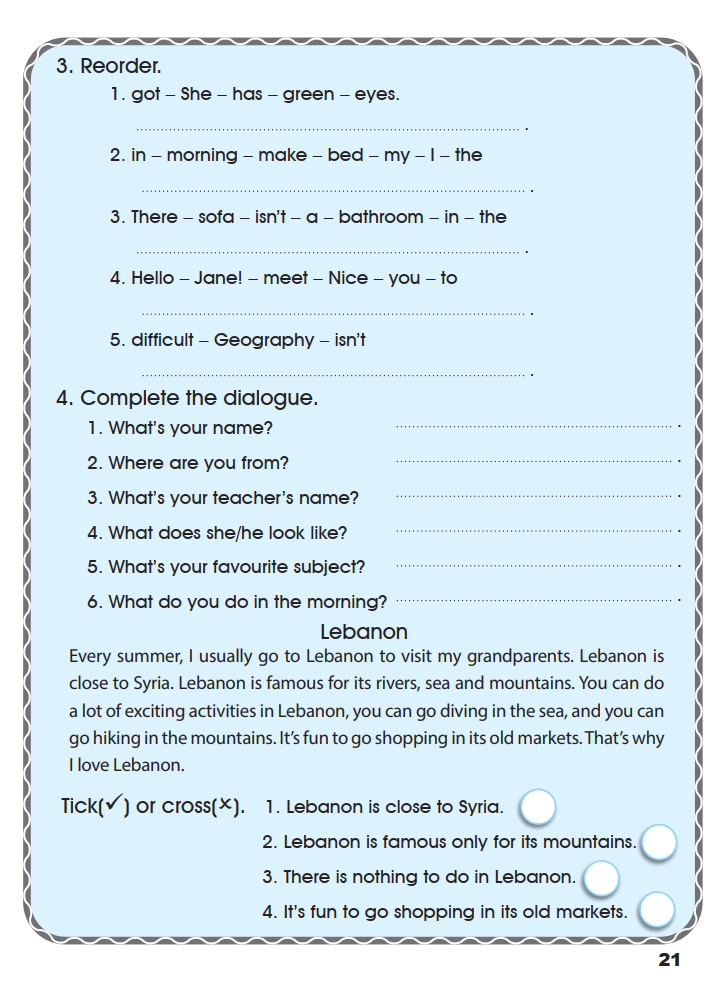 3. Reorder.
1. got – She – has – green – eyes.
.............................................................................. .
2. in – morning – make – bed – my – I – the
.............................................................................. .
3. There – sofa – isn't – a – bathroom – in – the
.............................................................................. .
4. Hello – Jane! – meet – Nice – you – to
.............................................................................. .
5. difficult – Geography – isn't
.............................................................................. .
4. Complete the dialogue.
1. What's your name? ......................................................... .
2. Where are you from? ......................................................... .
3. What's your teacher's name? ......................................................... .
4. What does she/he look like? ......................................................... .
5. What's your favourite subject? ......................................................... .
6. What do you do in the morning? ......................................................... .
Lebanon
Every summer, I usually go to Lebanon to visit my grandparents. Lebanon is
close to Syria. Lebanon is famous for its rivers, sea and mountains. You can do
a lot of exciting activities in Lebanon, you can go diving in the sea, and you can
go hiking in the mountains. It's fun to go shopping in its old markets. That's why
I love Lebanon.
Tick(✓) or cross(✗). 1. Lebanon is close to Syria.
2. Lebanon is famous only for its mountains.
3. There is nothing to do in Lebanon.
4. It's fun to go shopping in its old markets.
21